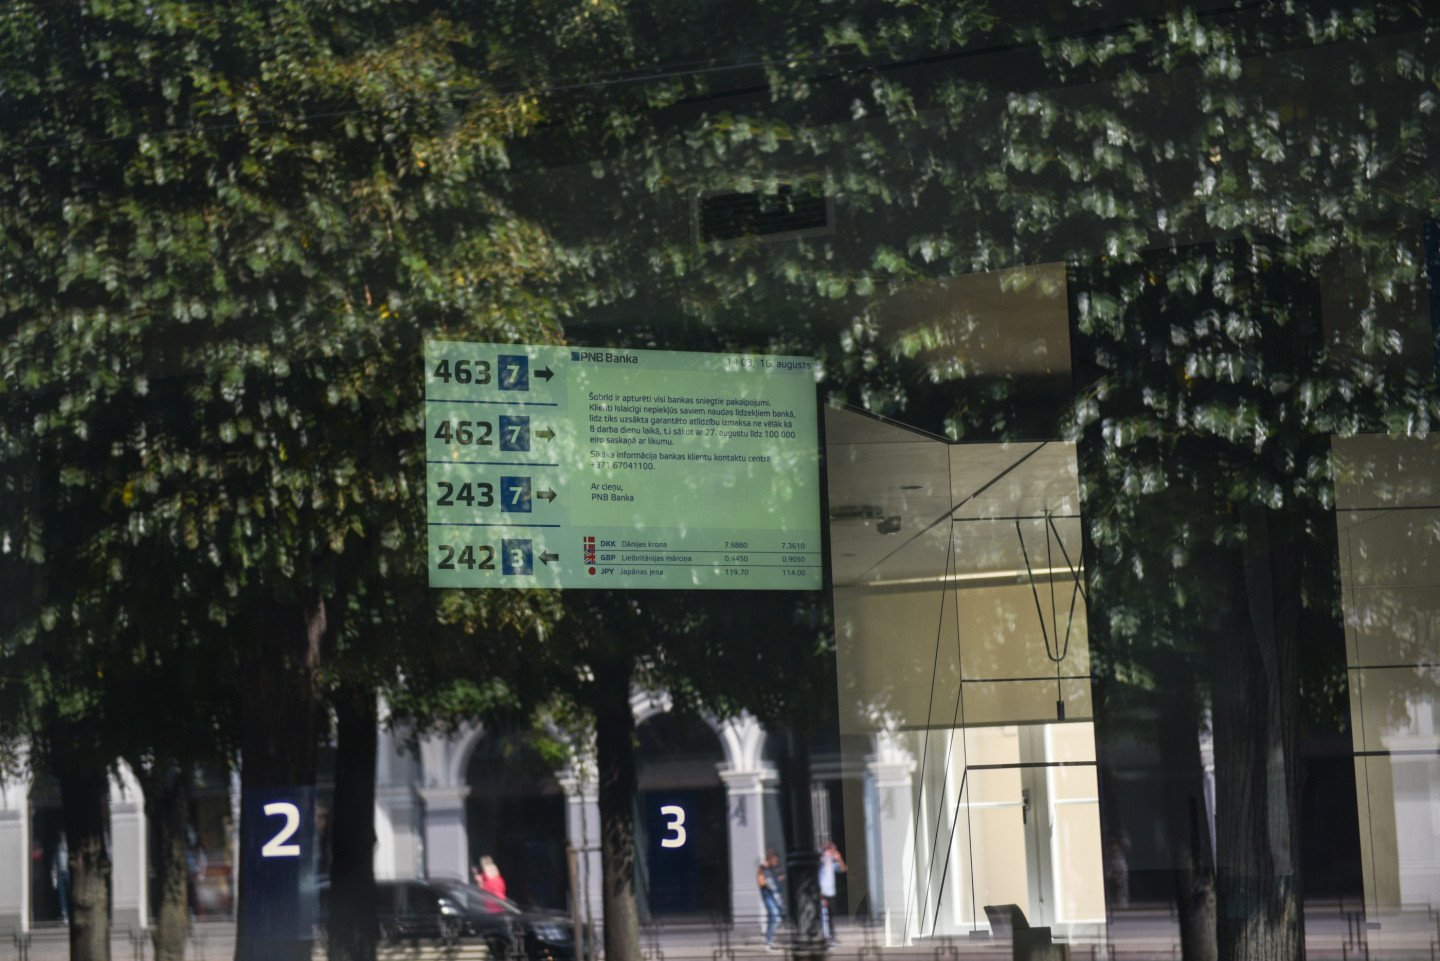 463 7
462 7
243 7
242 3
PNB Banka
14:03, 16. augusts
Šobrīd ir apturēti visi bankas sniegtie pakalpojumi.
Klienti īslaicīgi nepiekļūs saviem naudas līdzekļiem bankā,
līdz tiks uzsākta garantēto atlīdzību izmaksa ne vēlāk kā
8 darba dienu laikā, t.i sākot ar 27. augustu līdz 100 000
eiro saskaņā ar likumu.
Sīkāka informācija bankas klientu kontaktu centrā
+371 67041100.
Ar cieņu,
PNB Banka
DKK Dānijas krona 7.6880 7.3610
GBP Lielbritānijas mārciņa 0.9450 0.9050
JPY Japānas jena 119.70 114.00
2
3